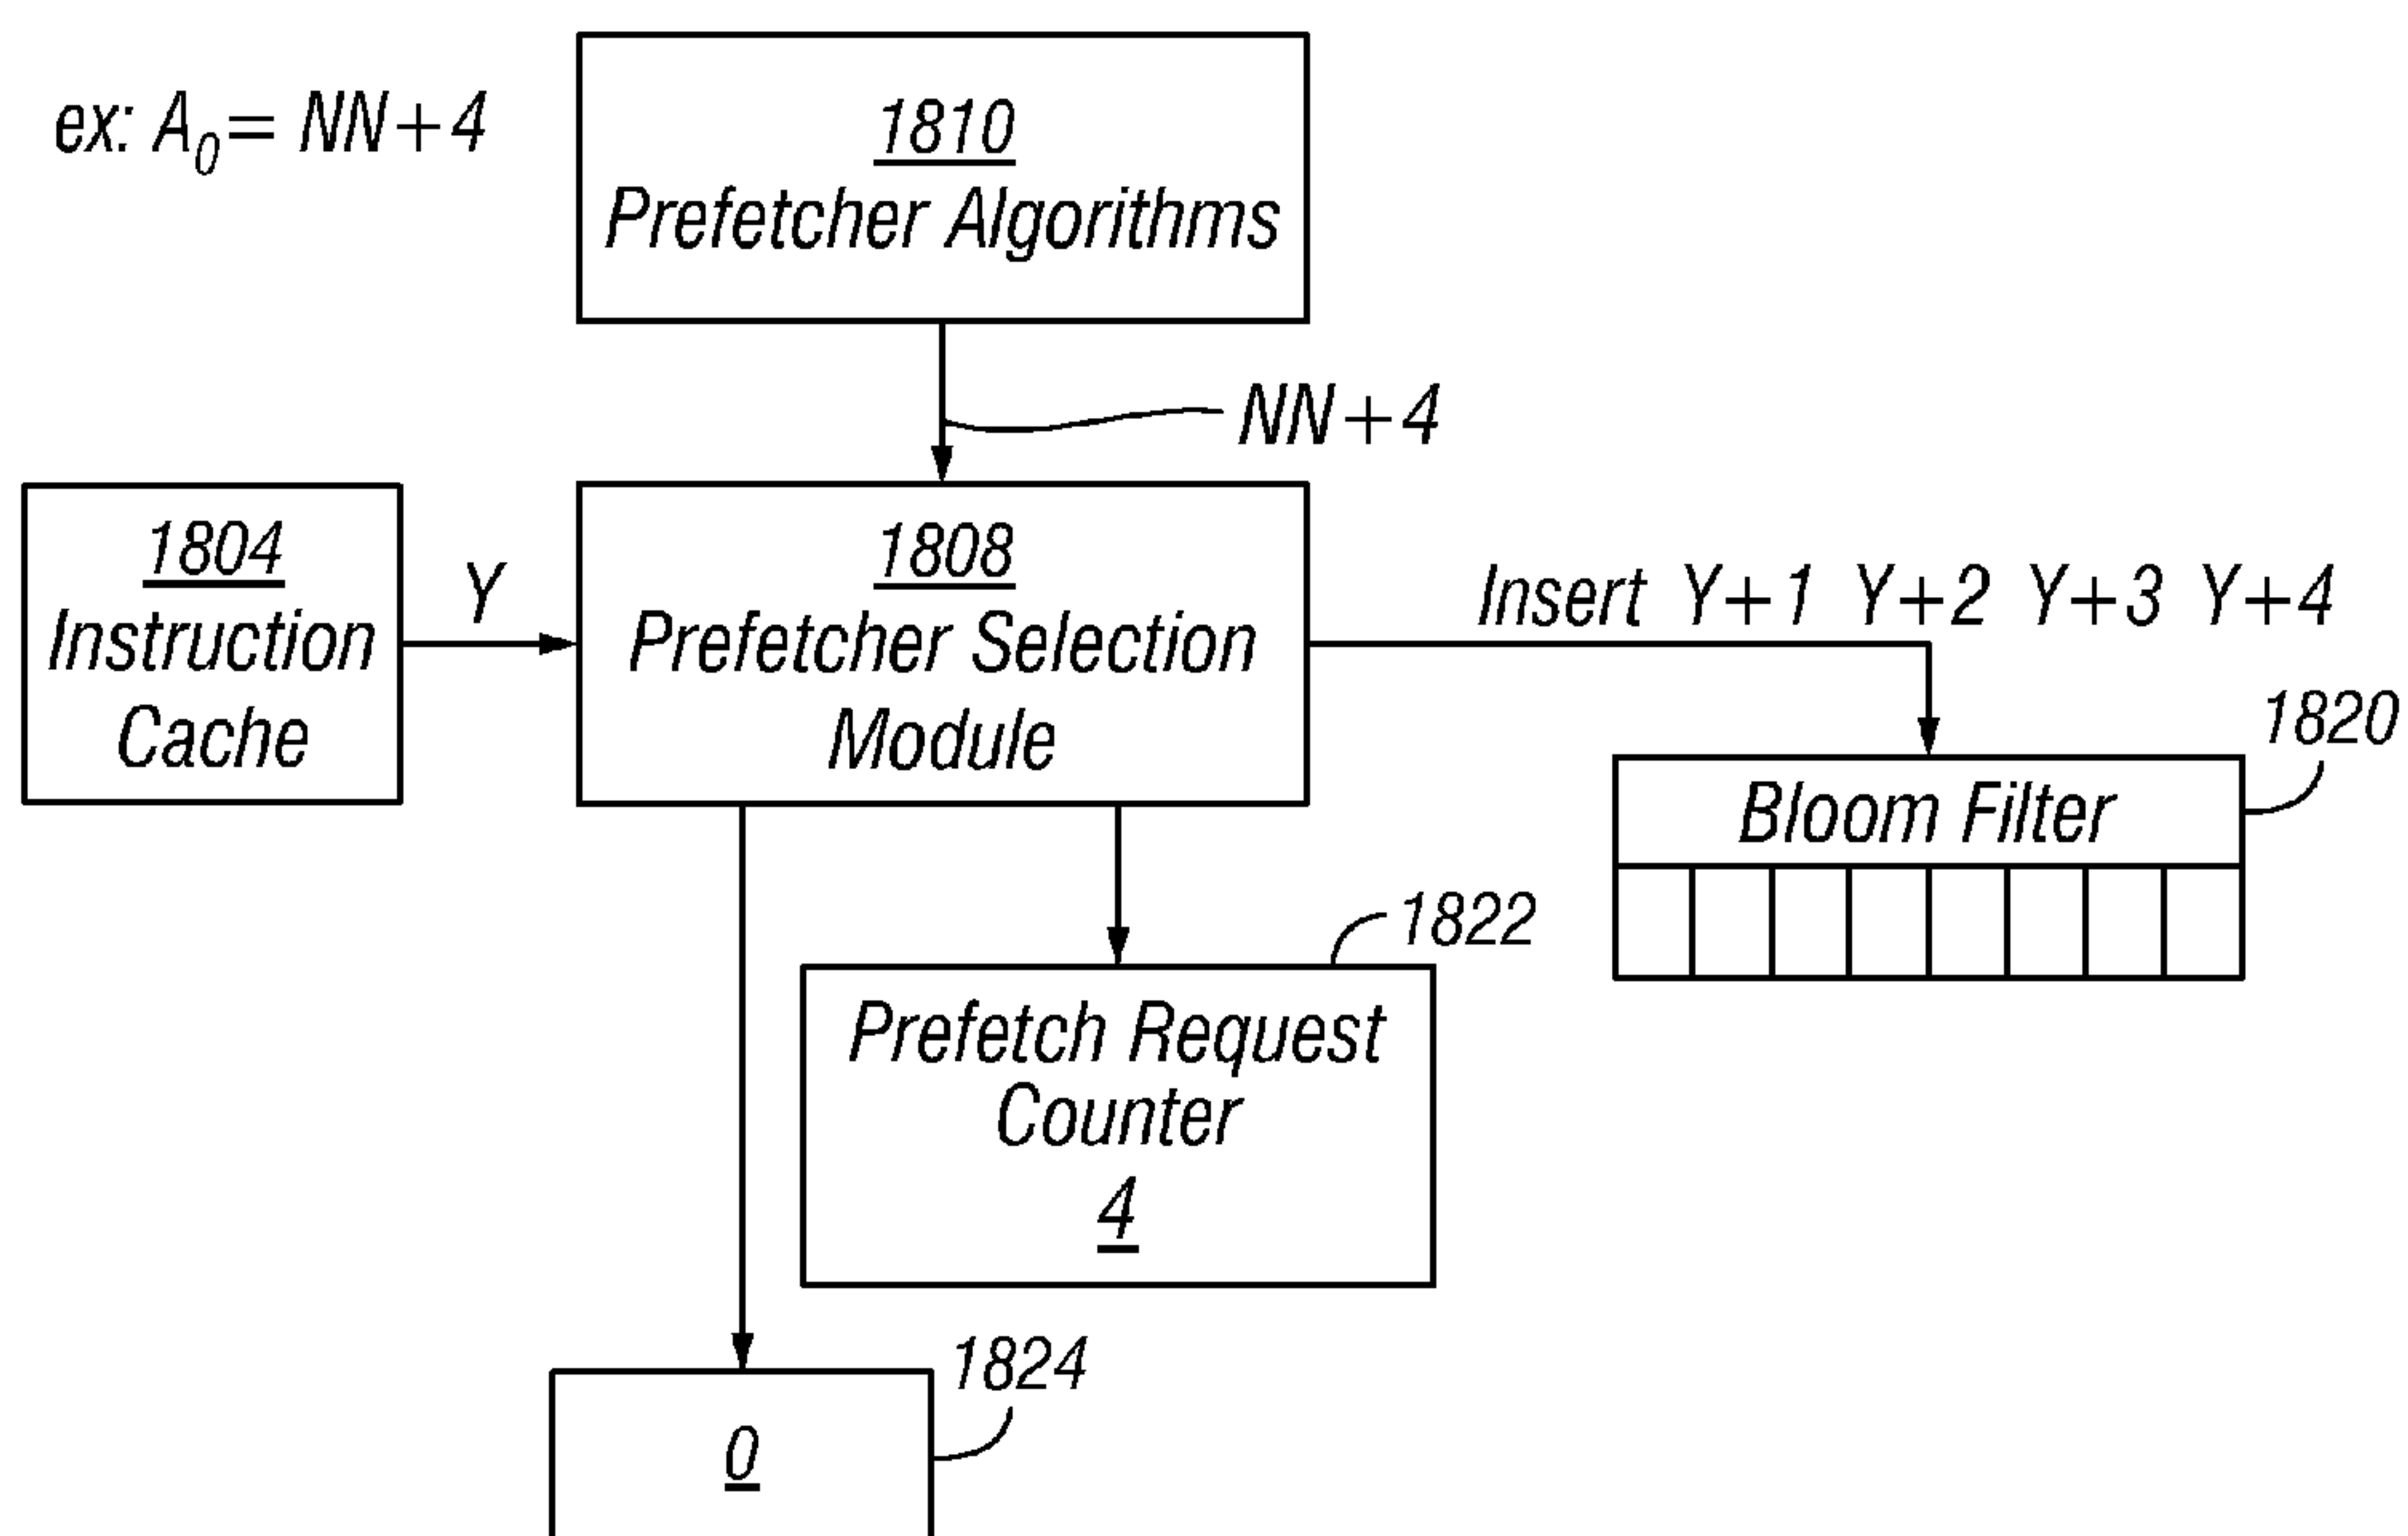 ex: A0= NN+4
1810
Prefetcher Algorithms
NN+4
1804
Instruction
Cache
Y
1808
Prefetcher Selection
Module
Insert Y+1 Y+2 Y+3 Y+4
1820
Bloom Filter
1822
Prefetch Request
Counter
4
1824
0